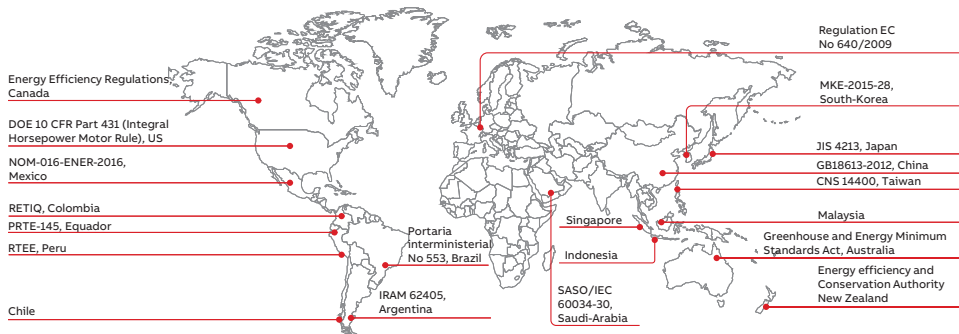 Energy Efficiency Regulations,
Canada
DOE 10 CFR Part 431 (Integral
Horsepower Motor Rule), US
NOM-016-ENER-2016,
Mexico
RETIQ, Colombia
PRTE-145, Equador
RTEE, Peru
Chile
Portaria
interministerial
No 553, Brazil
IRAM 62405,
Argentina
Regulation EC
No 640/2009
MKE-2015-28,
South-Korea
JIS 4213, Japan
GB18613-2012, China
CNS 14400, Taiwan
Singapore
Malaysia
Indonesia
Greenhouse and Energy Minimum
Standards Act, Australia
SASO/IEC
60034-30,
Saudi-Arabia
Energy efficiency and
Conservation Authority
New Zealand